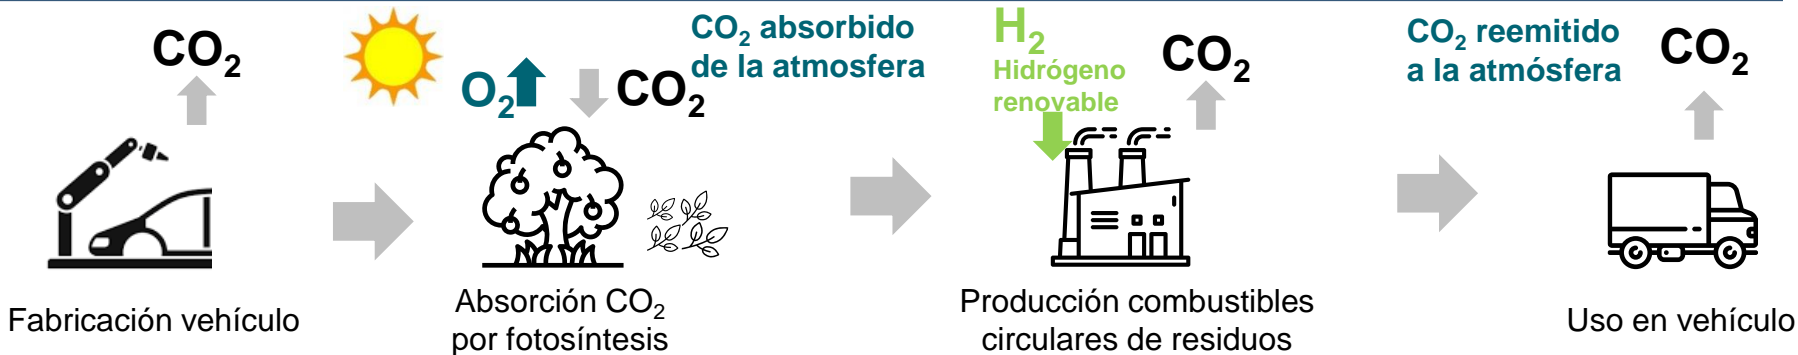 CO₂
O₂
CO₂
CO₂ absorbido
de la atmosfera
H₂
Hidrógeno
renovable
CO₂
CO₂ reemitido
a la atmósfera
CO₂
Fabricación vehículo
Absorción CO₂
por fotosíntesis
Producción combustibles
circulares de residuos
Uso en vehículo